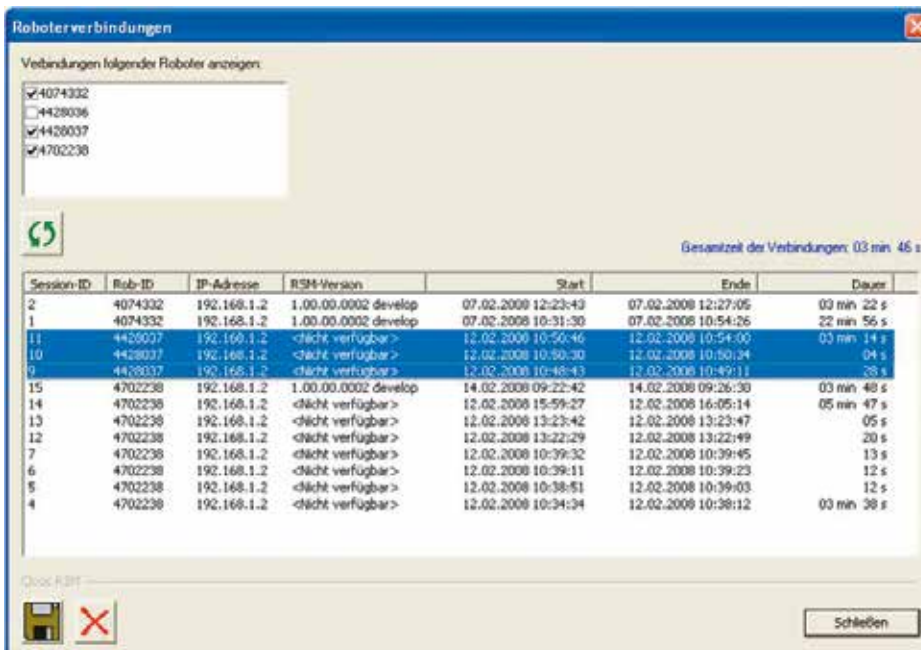 Roboterverbindungen
Verbindungen folgender Roboter anzeigen:
4074332
4428036
4428037
4702238
Gesamtzeit der Verbindungen: 03 min 46 s
Session-ID Rob-ID IP-Adresse RSM-Version Start Ende Dauer
2 4074332 192.168.1.2 1.00.00.0002 develop 07.02.2008 12:23:43 07.02.2008 12:27:05 03 min 22 s
1 4074332 192.168.1.2 1.00.00.0002 develop 07.02.2008 10:31:30 07.02.2008 10:54:26 22 min 56 s
11 4428037 192.168.1.2 <Nicht verfügbar> 12.02.2008 10:50:46 12.02.2008 10:54:00 03 min 14 s
10 4428037 192.168.1.2 <Nicht verfügbar> 12.02.2008 10:50:30 12.02.2008 10:50:34 04 s
9 4428037 192.168.1.2 <Nicht verfügbar> 12.02.2008 10:48:43 12.02.2008 10:49:11 28 s
15 4702238 192.168.1.2 1.00.00.0002 develop 14.02.2008 09:22:42 14.02.2008 09:26:30 03 min 48 s
14 4702238 192.168.1.2 <Nicht verfügbar> 12.02.2008 15:59:27 12.02.2008 16:05:14 05 min 47 s
13 4702238 192.168.1.2 <Nicht verfügbar> 12.02.2008 13:23:42 12.02.2008 13:23:47 05 s
12 4702238 192.168.1.2 <Nicht verfügbar> 12.02.2008 13:22:29 12.02.2008 13:22:49 20 s
7 4702238 192.168.1.2 <Nicht verfügbar> 12.02.2008 10:39:32 12.02.2008 10:39:45 13 s
6 4702238 192.168.1.2 <Nicht verfügbar> 12.02.2008 10:39:11 12.02.2008 10:39:23 12 s
5 4702238 192.168.1.2 <Nicht verfügbar> 12.02.2008 10:38:51 12.02.2008 10:39:03 12 s
4 4702238 192.168.1.2 <Nicht verfügbar> 12.02.2008 10:34:34 12.02.2008 10:38:12 03 min 38 s
Schließen